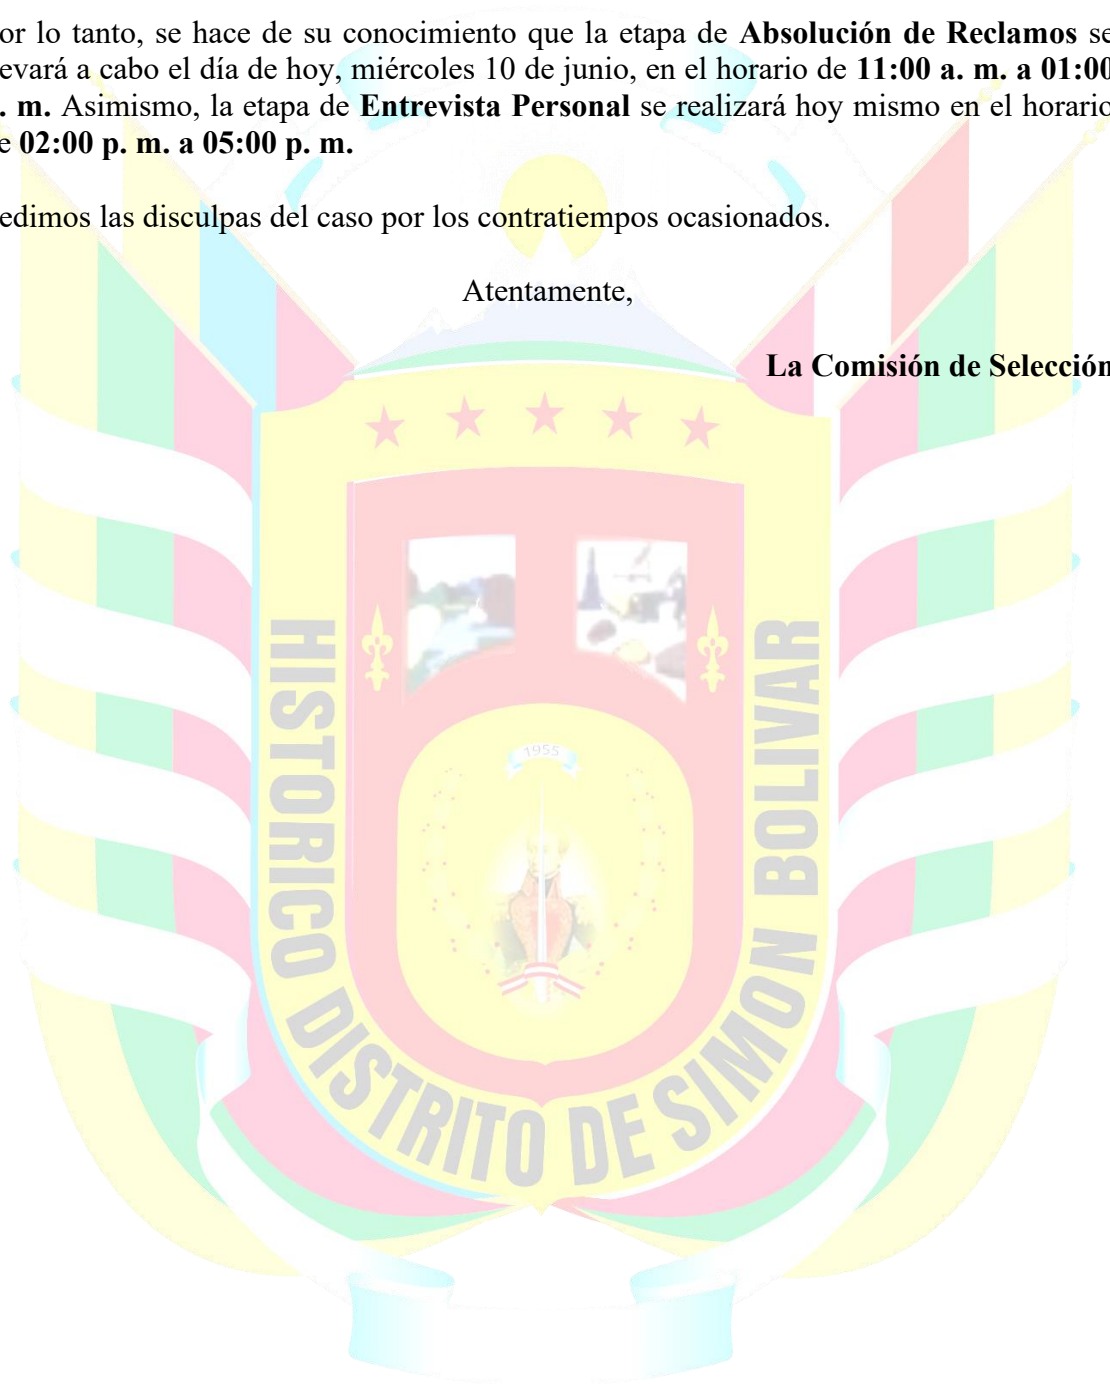 or lo tanto, se hace de su conocimiento que la etapa de Absolución de Reclamos se
evará a cabo el día de hoy, miércoles 10 de junio, en el horario de 11:00 a. m. a 01:00
. m. Asimismo, la etapa de Entrevista Personal se realizará hoy mismo en el horario
e 02:00 p. m. a 05:00 p. m.
edimos las disculpas del caso por los contratiempos ocasionados.
Atentamente,
La Comisión de Selección
1955
HISTORICO DISTRITO DE SIMON BOLIVAR